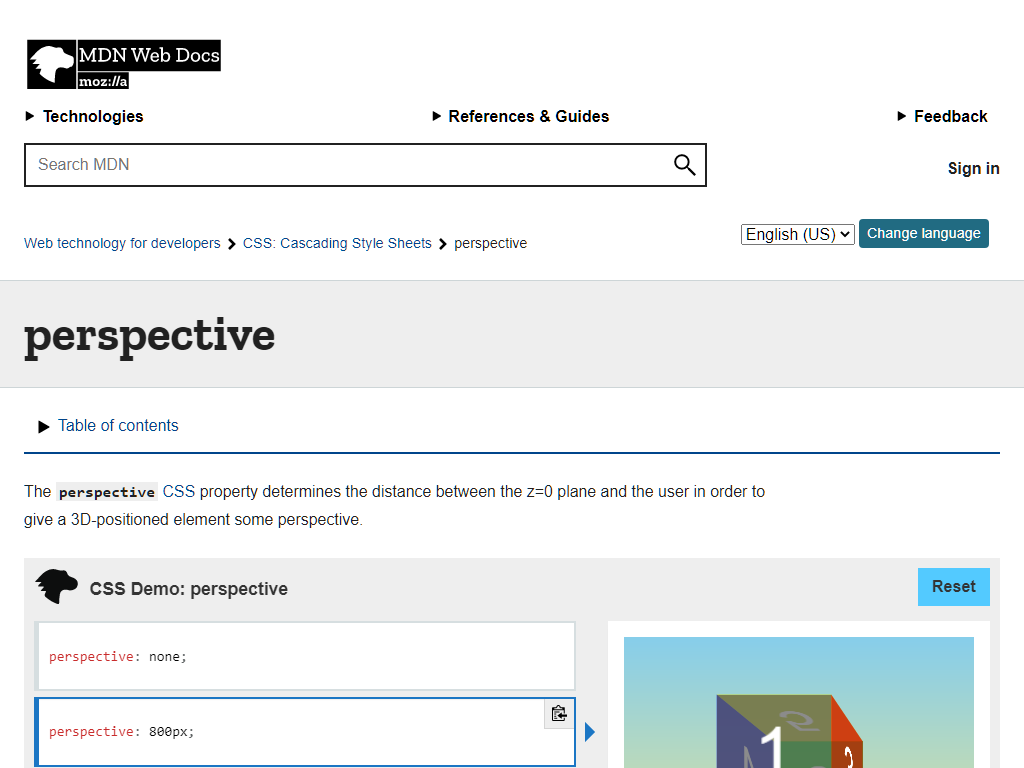 MDN Web Docs
moz://a
Technologies
References & Guides
Feedback
Search MDN
Sign in
Web technology for developers
CSS: Cascading Style Sheets
perspective
English (US)
Change language
perspective
Table of contents
The perspective CSS property determines the distance between the z=0 plane and the user in order to
give a 3D-positioned element some perspective.
CSS Demo: perspective
Reset
perspective: none;
perspective: 800px;
1
2